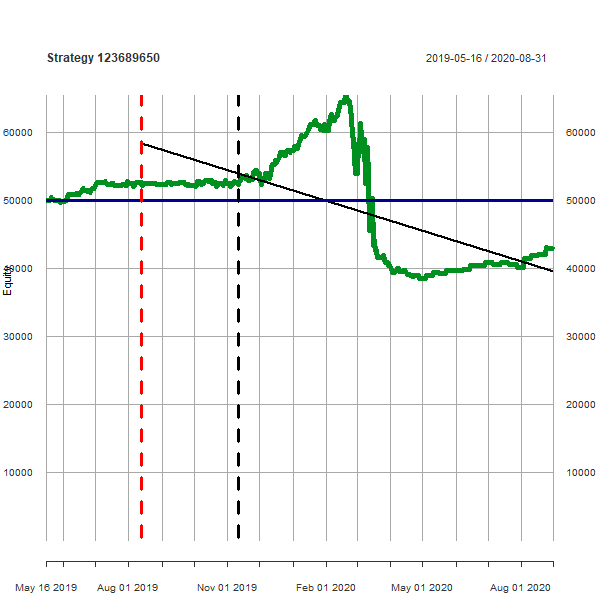 Strategy 123689650
2019-05-16 / 2020-08-31
60000
60000
50000
50000
Equity
40000
40000
30000
30000
20000
20000
10000
10000
May 16 2019
Aug 01 2019
Nov 01 2019
Feb 01 2020
May 01 2020
Aug 01 2020